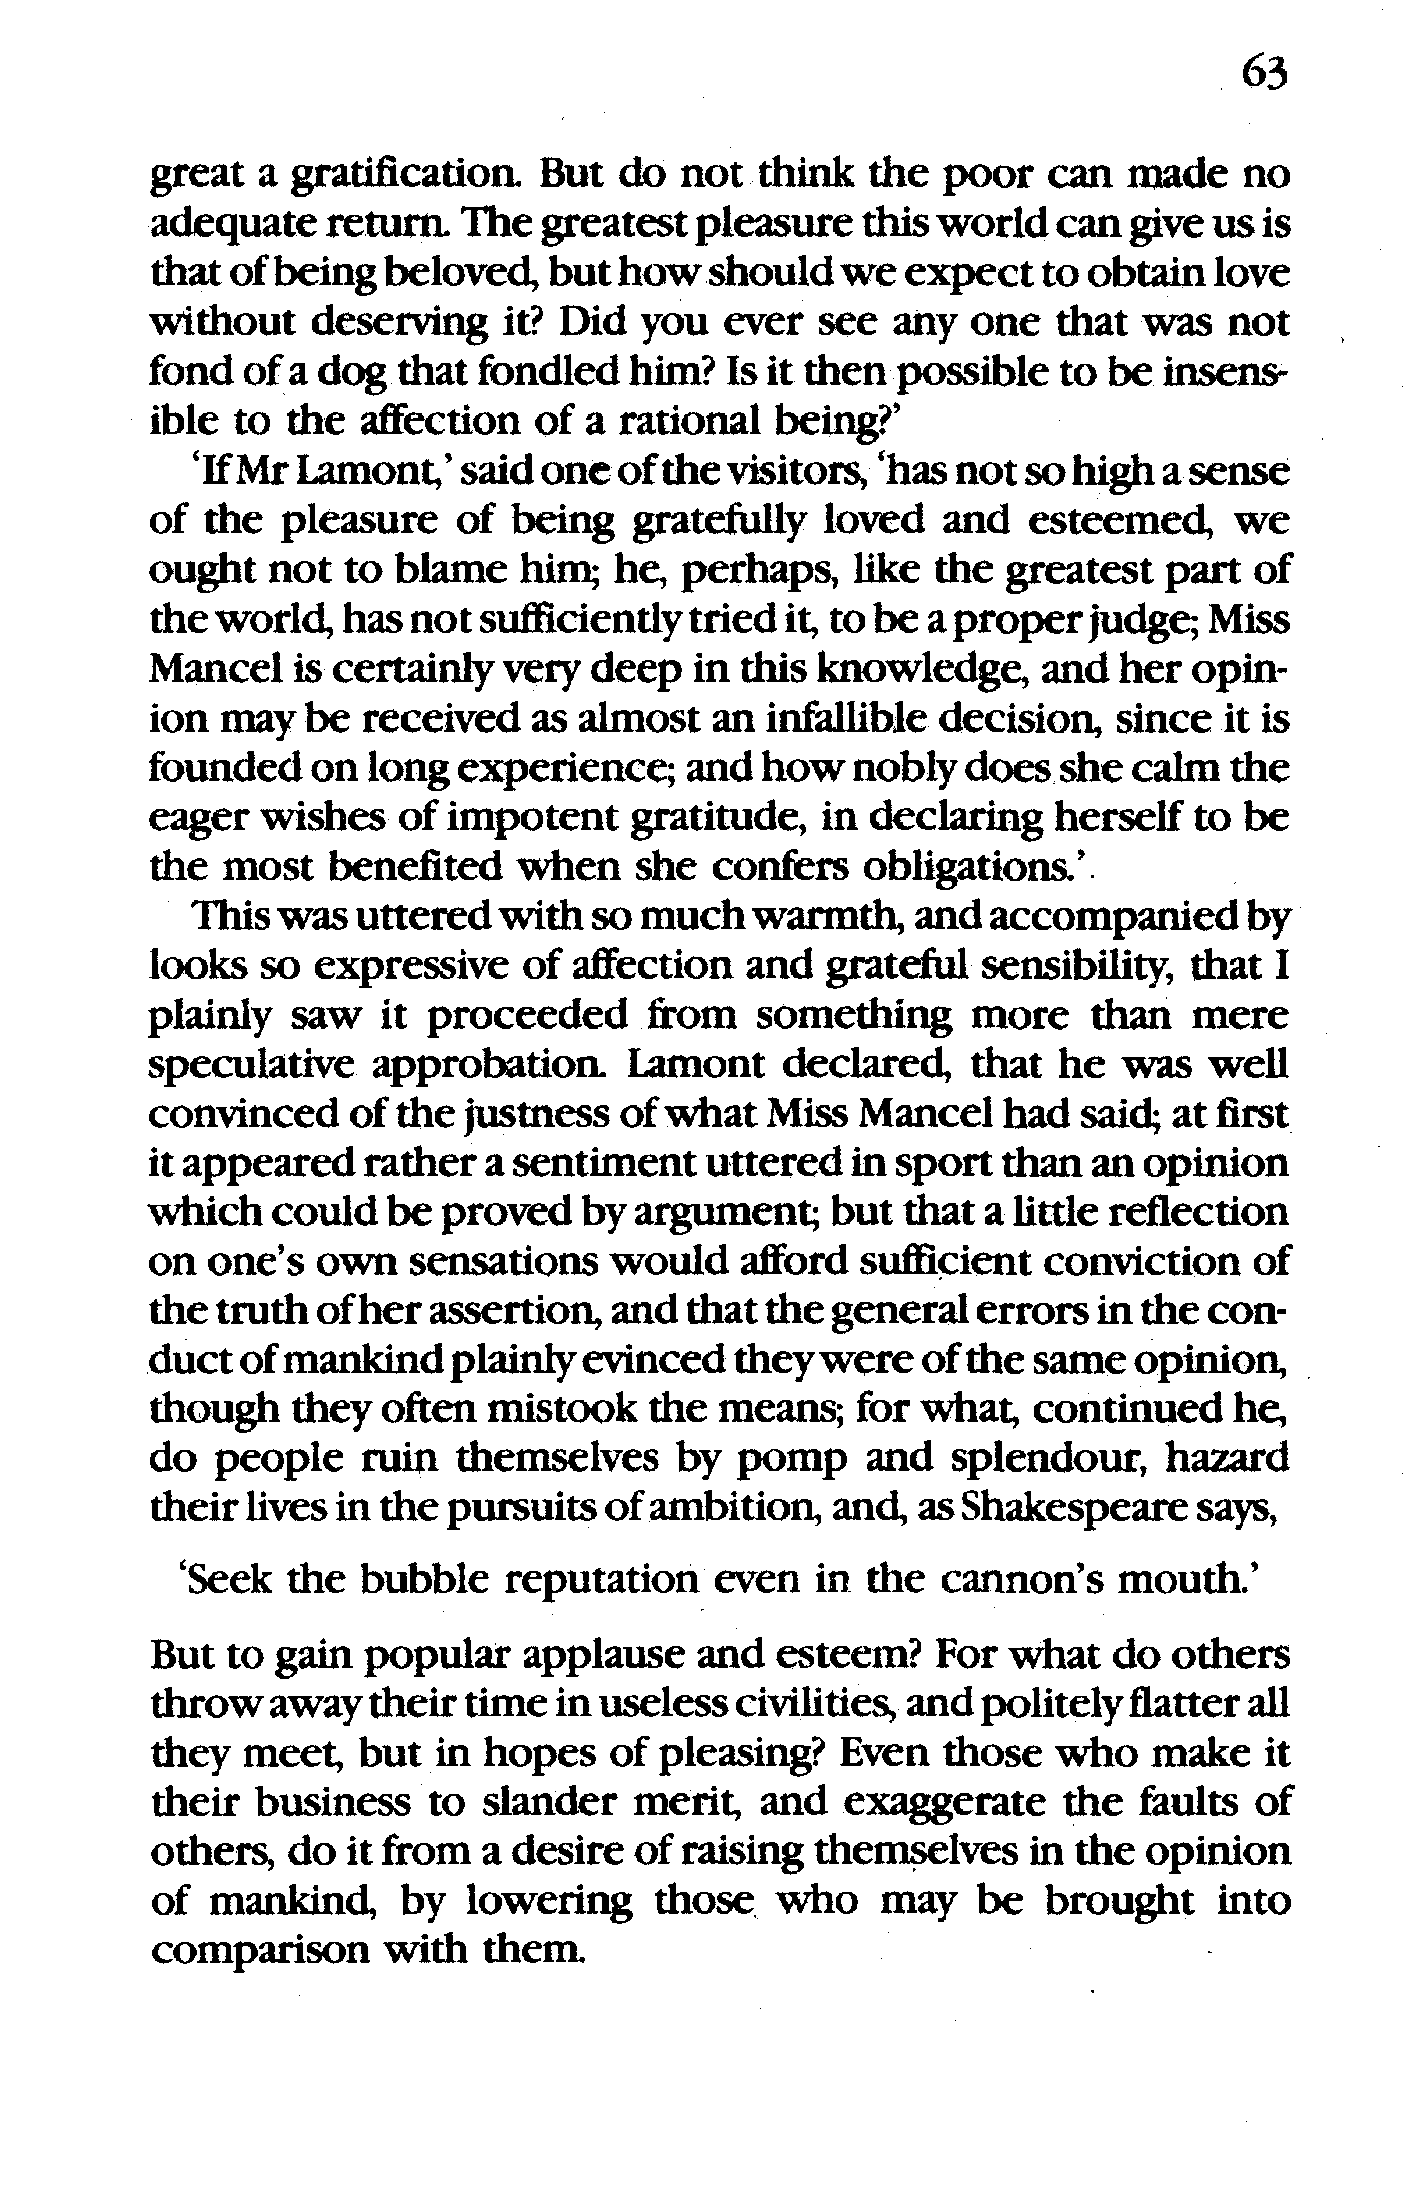 63
great a gratification. But do not think the poor can made no
adequate return. The greatest pleasure this world can give us is
that of being beloved, but how should we expect to obtain love
without deserving it? Did you ever see any one that was not
fond of a dog that fondled him? Is it then possible to be insens-
ible to the affection of a rational being?’
‘If Mr Lamont,’ said one of the visitors, ‘has not so high a sense
of the pleasure of being gratefully loved and esteemed, we
ought not to blame him; he, perhaps, like the greatest part of
the world, has not sufficiently tried it, to be a proper judge; Miss
Mancel is certainly very deep in this knowledge, and her opin-
ion may be received as almost an infallible decision, since it is
founded on long experience; and how nobly does she calm the
eager wishes of impotent gratitude, in declaring herself to be
the most benefited when she confers obligations.’
This was uttered with so much warmth, and accompanied by
looks so expressive of affection and grateful sensibility, that I
plainly saw it proceeded from something more than mere
speculative approbation. Lamont declared, that he was well
convinced of the justness of what Miss Mancel had said; at first
it appeared rather a sentiment uttered in sport than an opinion
which could be proved by argument; but that a little reflection
on one’s own sensations would afford sufficient conviction of
the truth of her assertion, and that the general errors in the con-
duct of mankind plainly evinced they were of the same opinion,
though they often mistook the means; for what, continued he,
do people ruin themselves by pomp and splendour, hazard
their lives in the pursuits of ambition, and, as Shakespeare says,
‘Seek the bubble reputation even in the cannon’s mouth.’
But to gain popular applause and esteem? For what do others
throw away their time in useless civilities, and politely flatter all
they meet, but in hopes of pleasing? Even those who make it
their business to slander merit, and exaggerate the faults of
others, do it from a desire of raising themselves in the opinion
of mankind, by lowering those who may be brought into
comparison with them.